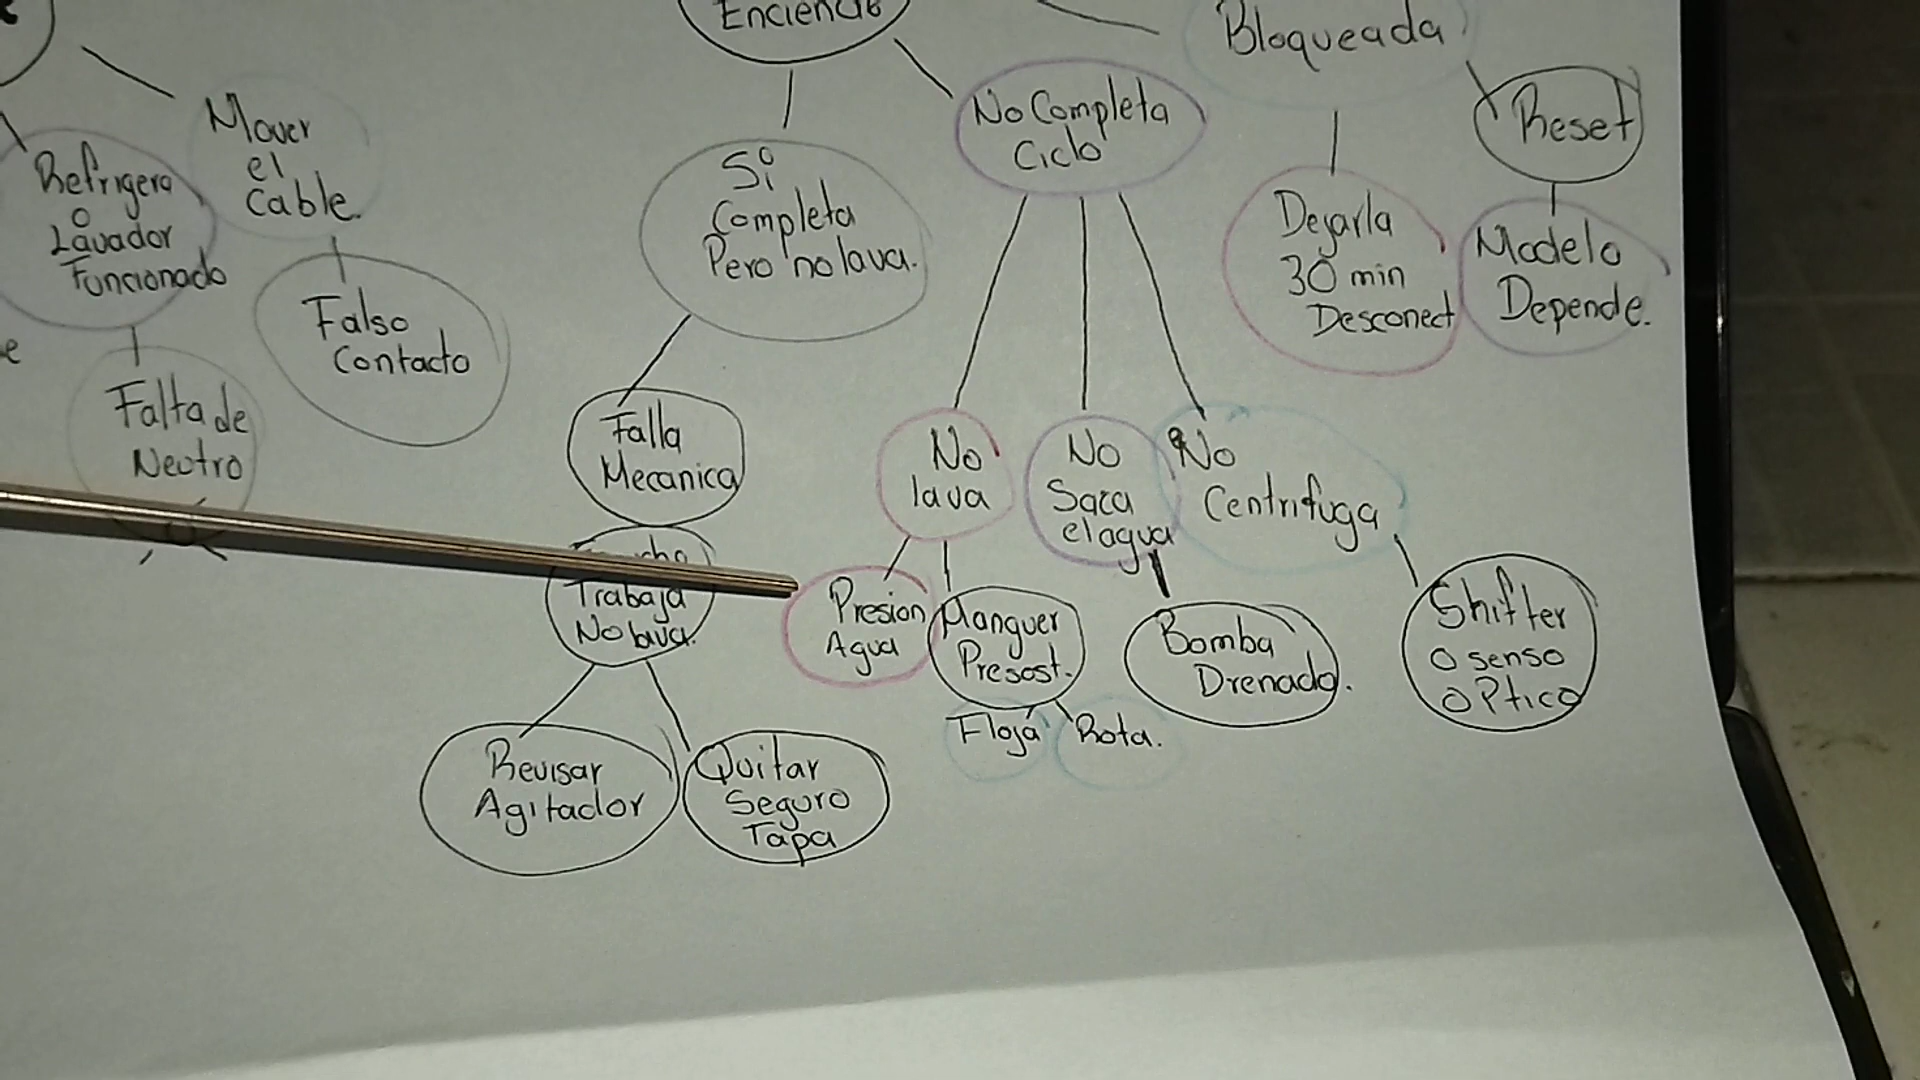 Enciende
Bloqueada
Mover
el
Cable.
No Completa
Ciclo
Reset
Refrigera
o
Lavador
Funcionado
Si
Completa
Pero no lava.
Dejarla
30 min
Desconect
Modelo
Depende.
Falso
Contacto
e
Falta de
Neutro
Falla
Mecanica
No
lava
No
Saca
el agua
No
Centrifuga
Trabaja
No lava.
Presion
Agua
Manguer
Presost.
Bomba
Drenado.
Shifter
O senso
OPtico
Floja
Rota.
Revisar
Agitador
Quitar
Seguro
Tapa